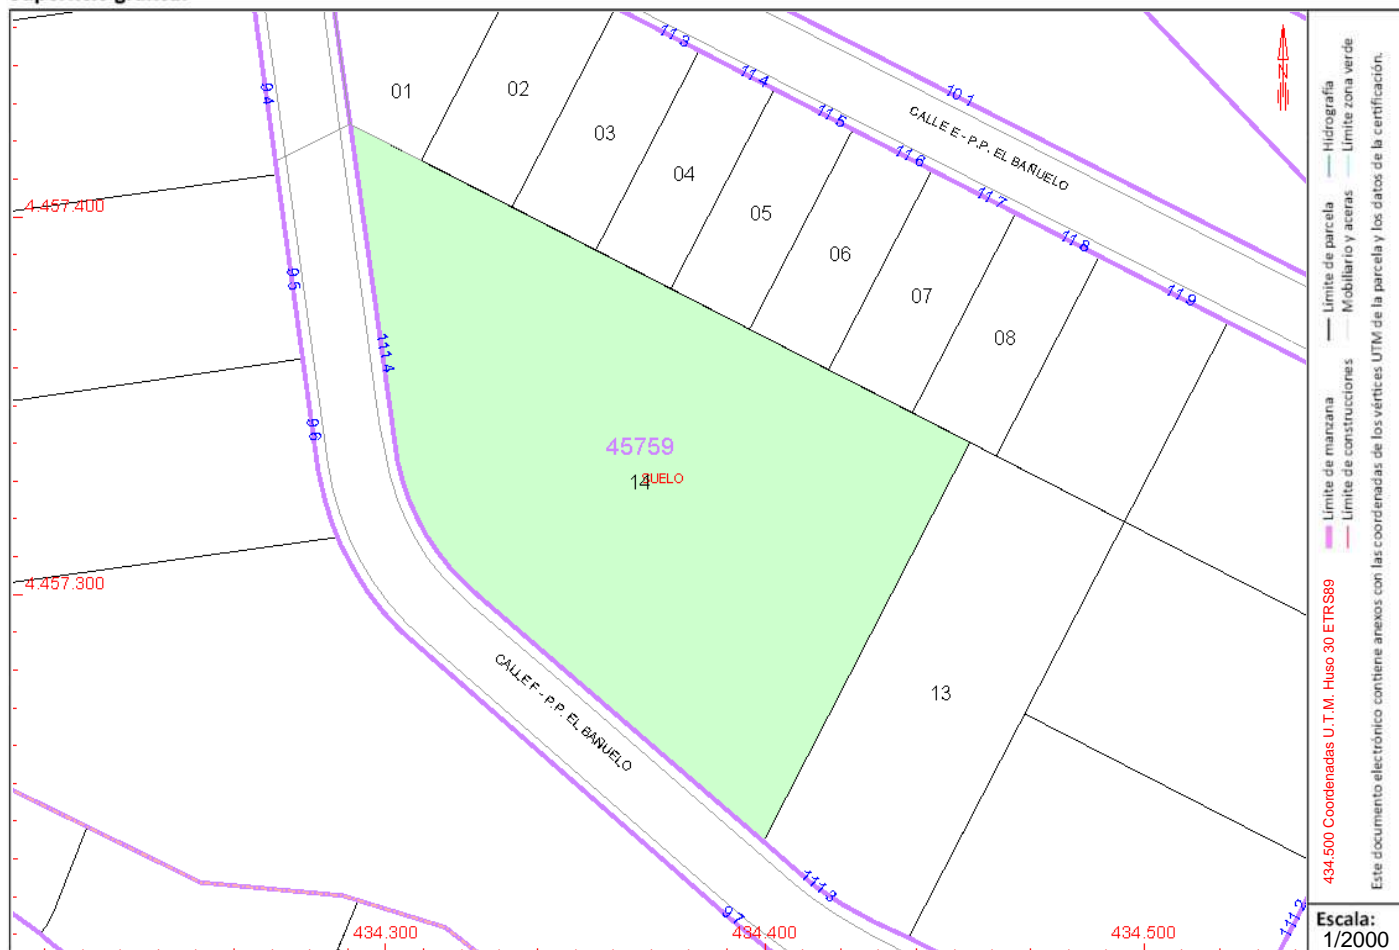 01
02
03
04
05
06
07
08
13
14
45759
SUELO
9.4
9.5
9.6
9.7
10.1
11.3
11.4
11.5
11.6
11.7
11.8
11.9
111.4
111.3
111.2
CALLE E - P.P. EL BAÑUELO
CALLE F - P.P. EL BAÑUELO
4.457.400
4.457.300
434.300
434.400
434.500
N
Límite de manzana
Límite de parcela
Hidrografía
Límite de construcciones
Mobiliario y aceras
Límite zona verde
434.500 Coordenadas U.T.M. Huso 30 ETRS89
Este documento electrónico contiene anexos con las coordenadas de los vértices UTM de la parcela y los datos de la certificación.
Escala:
1/2000